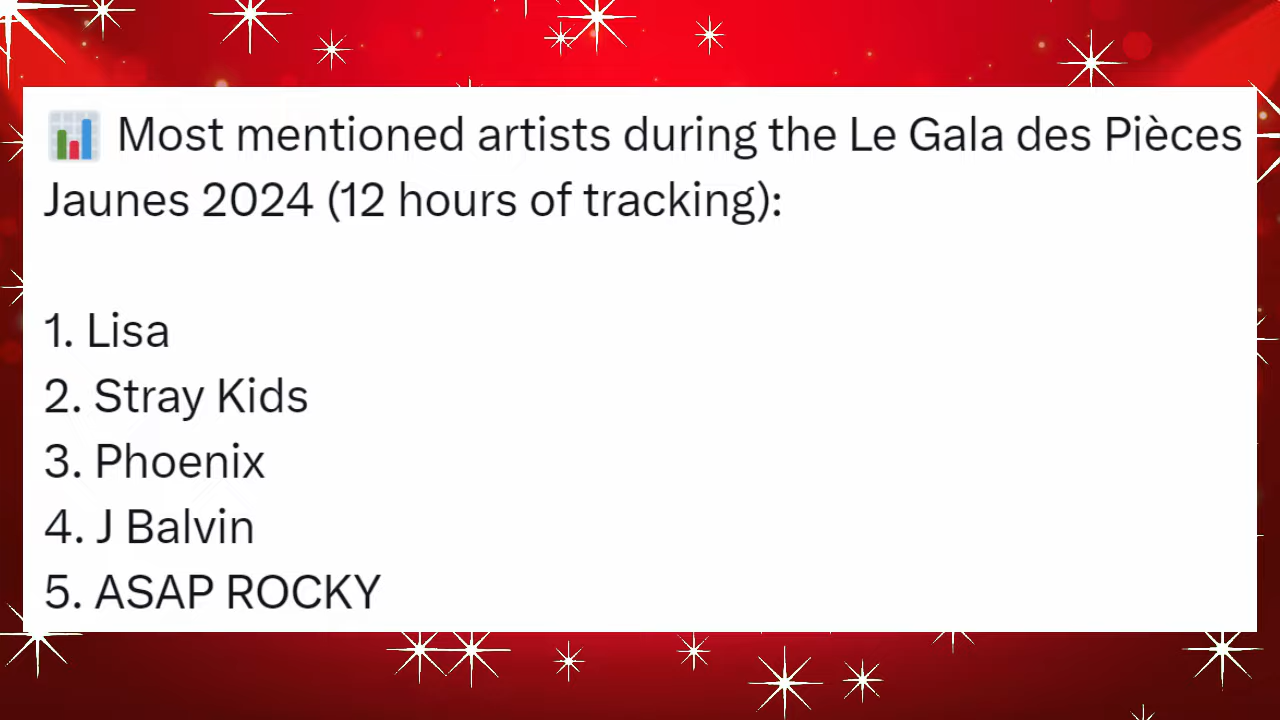 📊 Most mentioned artists during the Le Gala des Pièces
Jaunes 2024 (12 hours of tracking):
1. Lisa
2. Stray Kids
3. Phoenix
4. J Balvin
5. ASAP ROCKY